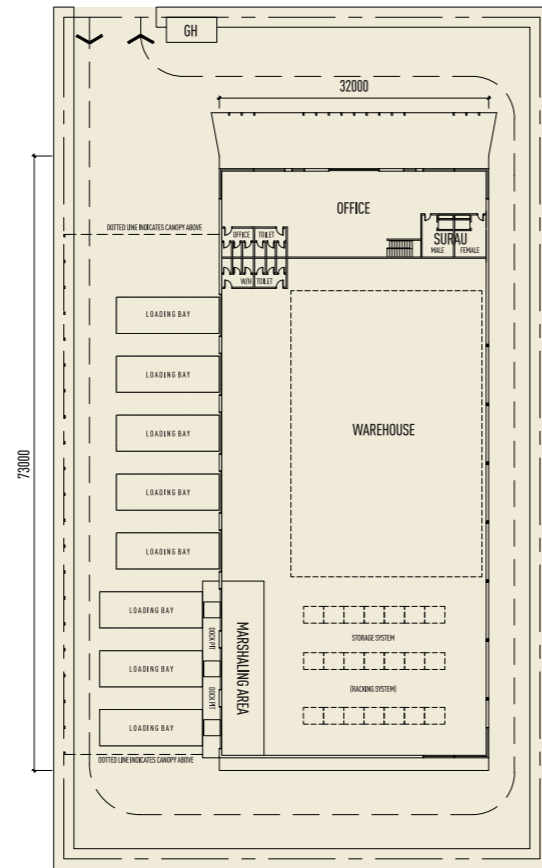 GH
32000
OFFICE
DOTTED LINE INDICATES CANOPY ABOVE
OFFICE TOILET
SURAU
MALE FEMALE
W/H TOILET
LOADING BAY
LOADING BAY
LOADING BAY
WAREHOUSE
LOADING BAY
73000
LOADING BAY
LOADING BAY
DOCK PIT
MARSHALING AREA
STORAGE SYSTEM
LOADING BAY
(RACKING SYSTEM)
DOCK PIT
LOADING BAY
DOTTED LINE INDICATES CANOPY ABOVE